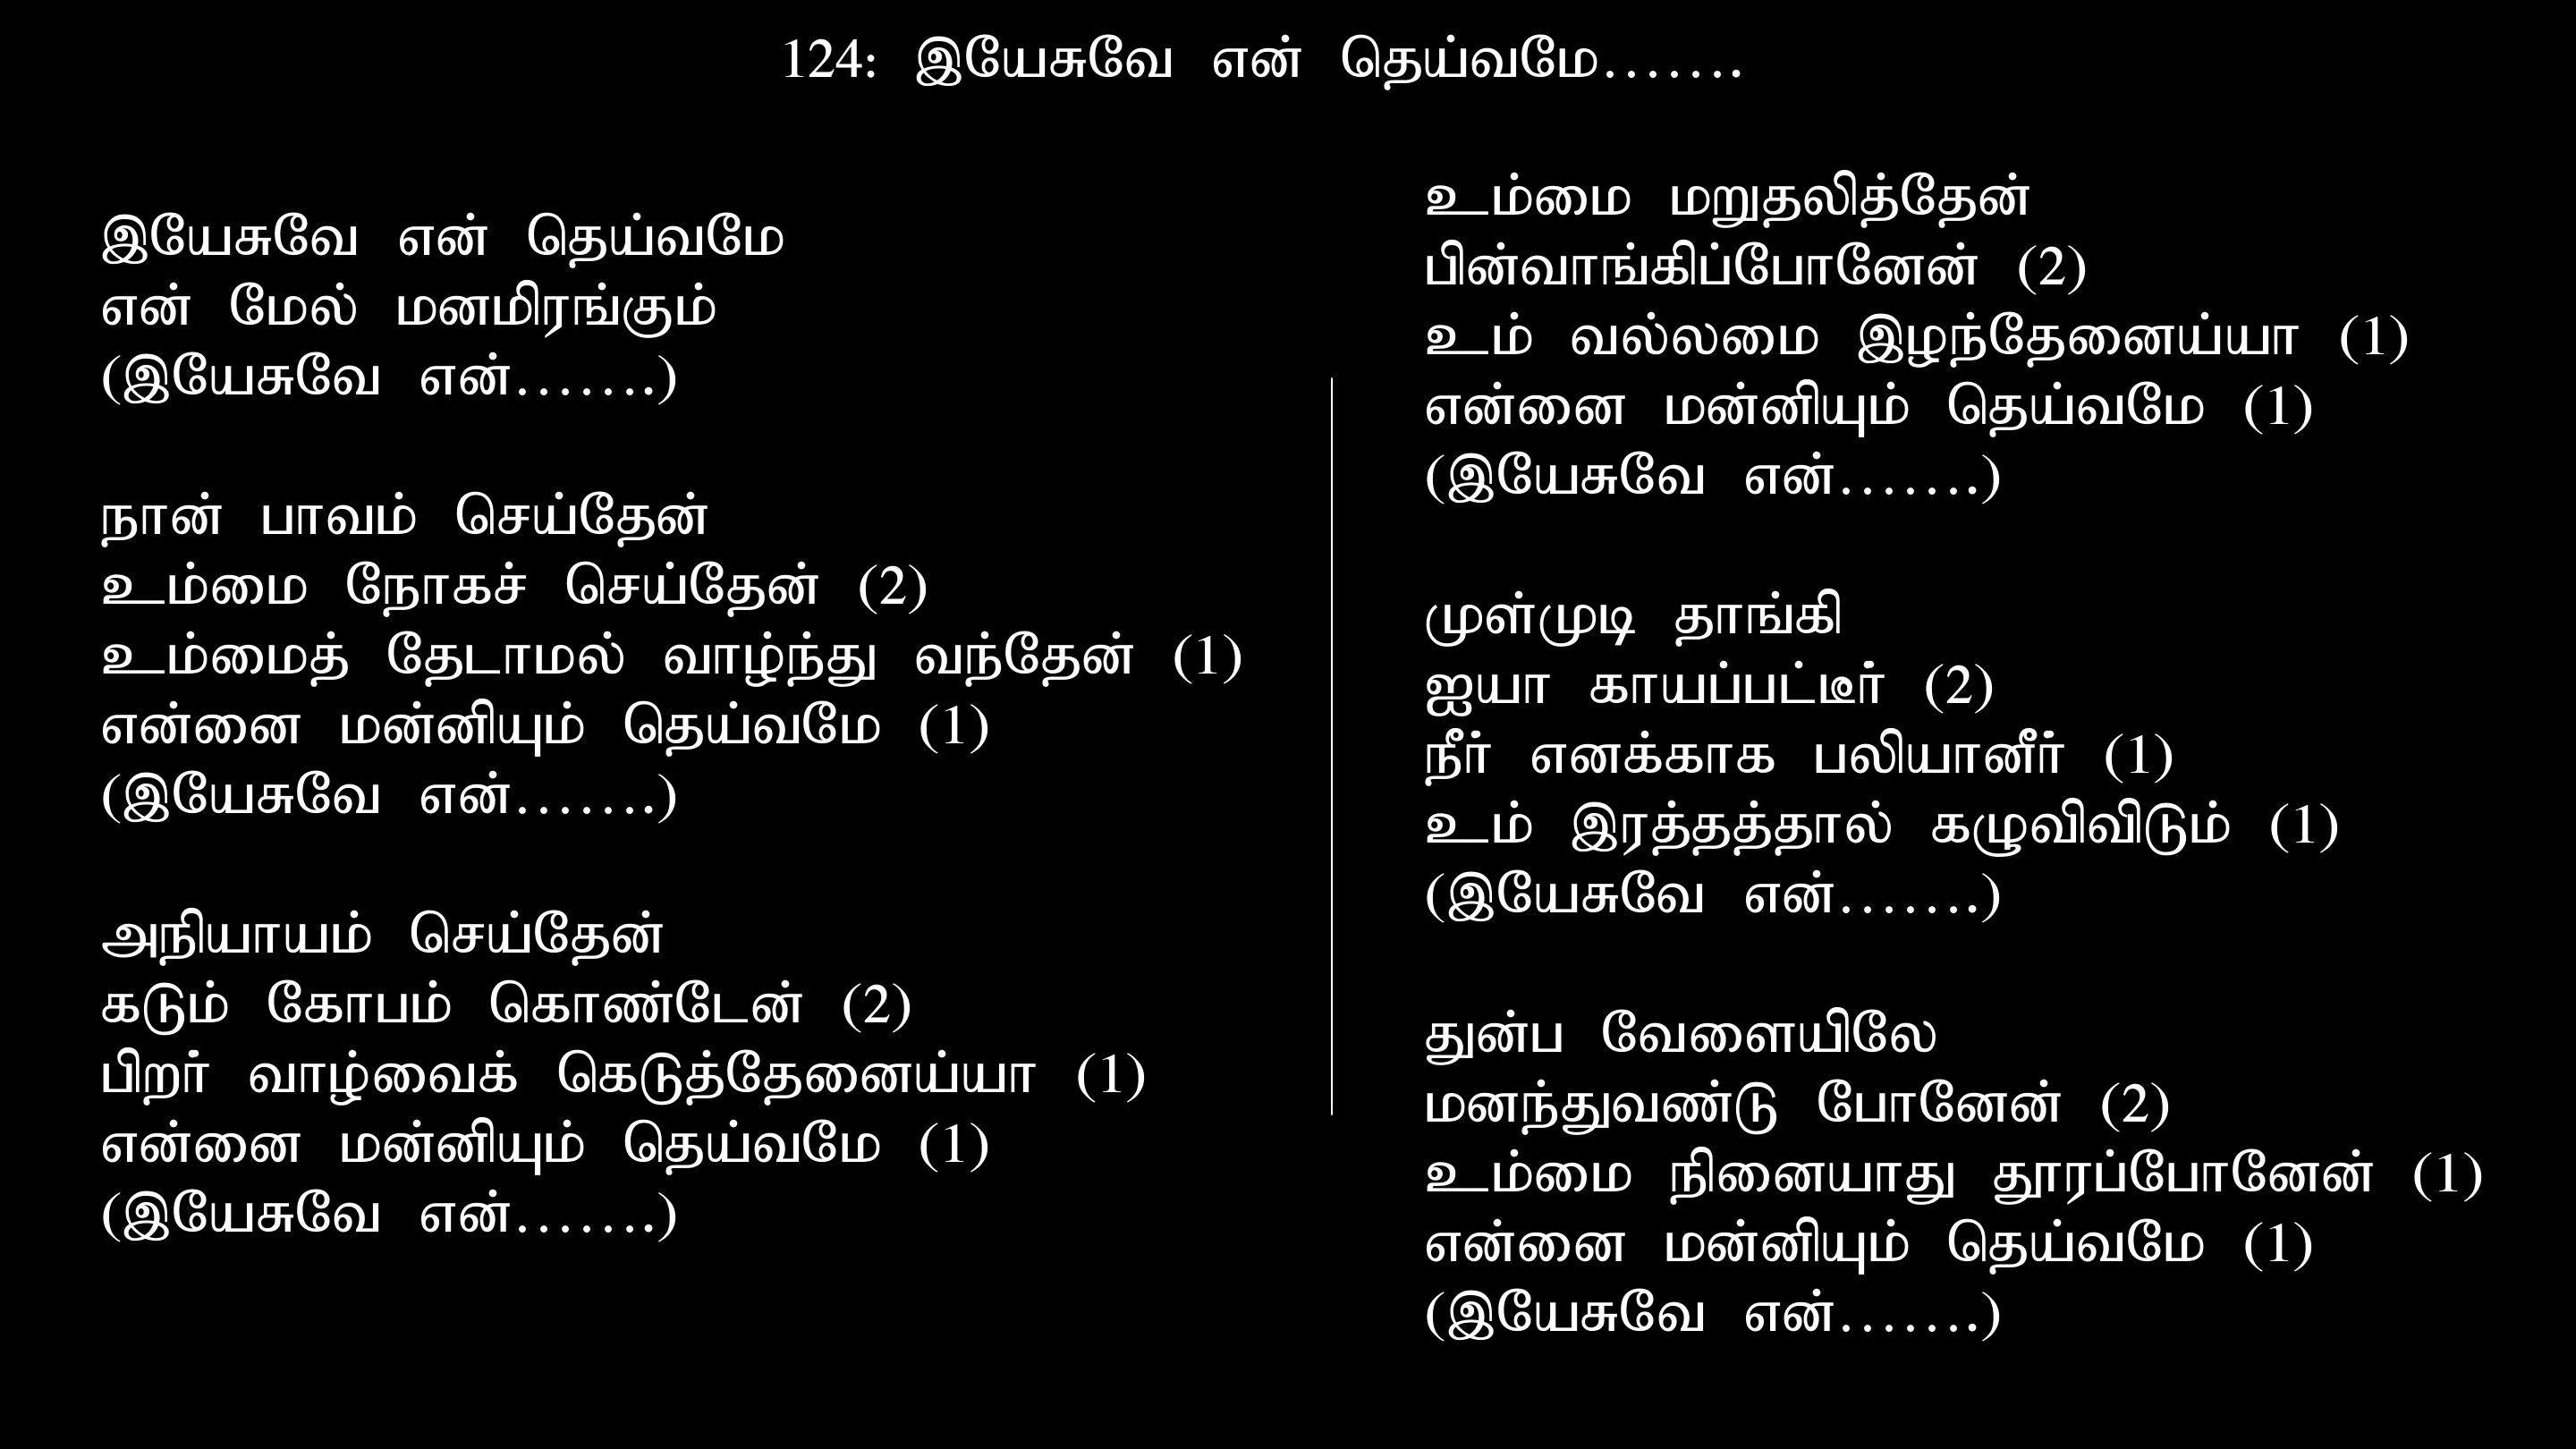 124: இயேசுவே என் தெய்வமே.......
இயேசுவே என் தெய்வமே
என் மேல் மனமிரங்கும்
(இயேசுவே என்.......)
நான் பாவம் செய்தேன்
உம்மை நோகச் செய்தேன் (2)
உம்மைத் தேடாமல் வாழ்ந்து வந்தேன் (1)
என்னை மன்னியும் தெய்வமே (1)
(இயேசுவே என்.......)
அநியாயம் செய்தேன்
கடும் கோபம் கொண்டேன் (2)
பிறர் வாழ்வைக் கெடுத்தேனைய்யா (1)
என்னை மன்னியும் தெய்வமே (1)
(இயேசுவே என்.......)
உம்மை மறுதலித்தேன்
பின்வாங்கிப்போனேன் (2)
உம் வல்லமை இழந்தேனைய்யா (1)
என்னை மன்னியும் தெய்வமே (1)
(இயேசுவே என்.......)
முள்முடி தாங்கி
ஐயா காயப்பட்டீர் (2)
நீர் எனக்காக பலியானீர் (1)
உம் இரத்தத்தால் கழுவிவிடும் (1)
(இயேசுவே என்.......)
துன்ப வேளையிலே
மனந்துவண்டு போனேன் (2)
உம்மை நினையாது தூரப்போனேன் (1)
என்னை மன்னியும் தெய்வமே (1)
(இயேசுவே என்.......)